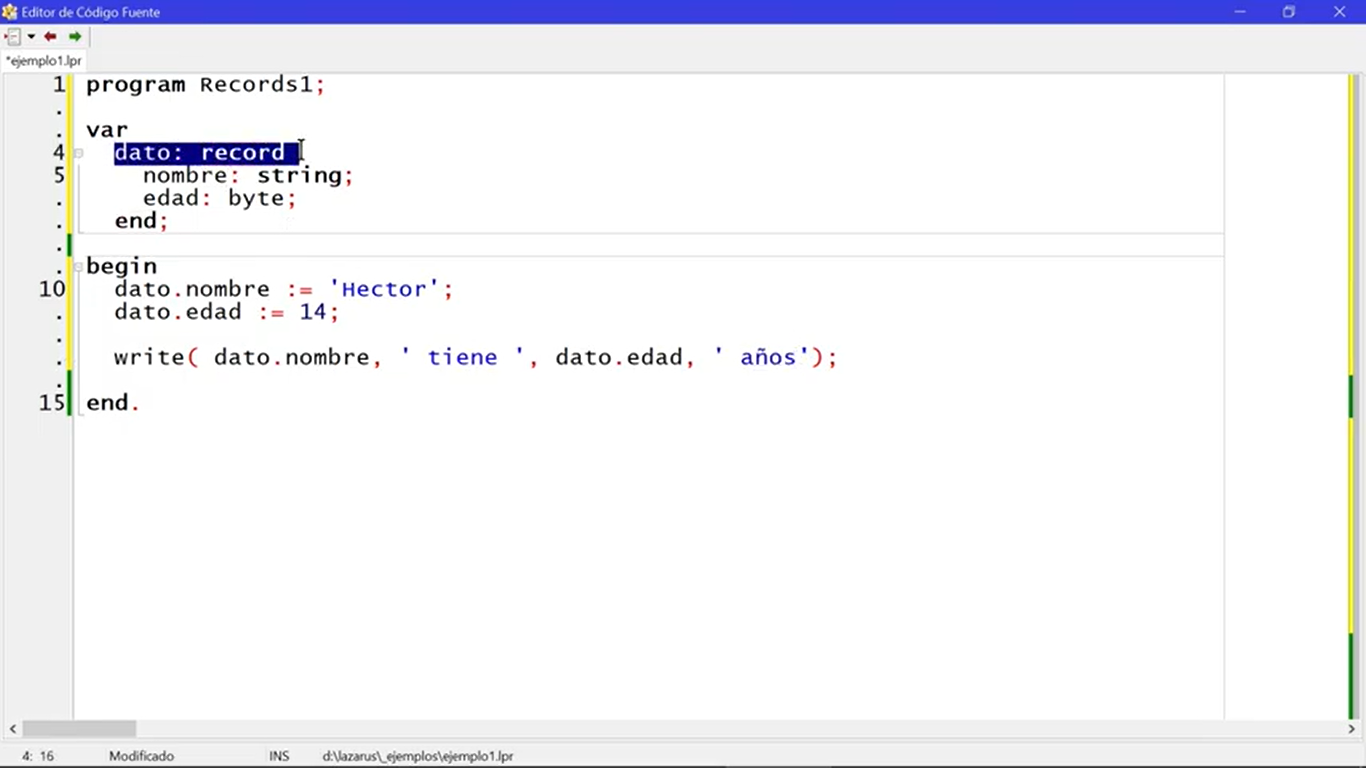 Editor de Código Fuente
*ejemplo1.lpr
1 program Records1;
.
. var
4 dato: record
5 nombre: string;
. edad: byte;
. end;
.
. begin
10 dato.nombre := 'Hector';
. dato.edad := 14;
.
. write( dato.nombre, ' tiene ', dato.edad, ' años');
.
15 end.
4: 16 Modificado INS d:\lazarus\_ejemplos\ejemplo1.lpr